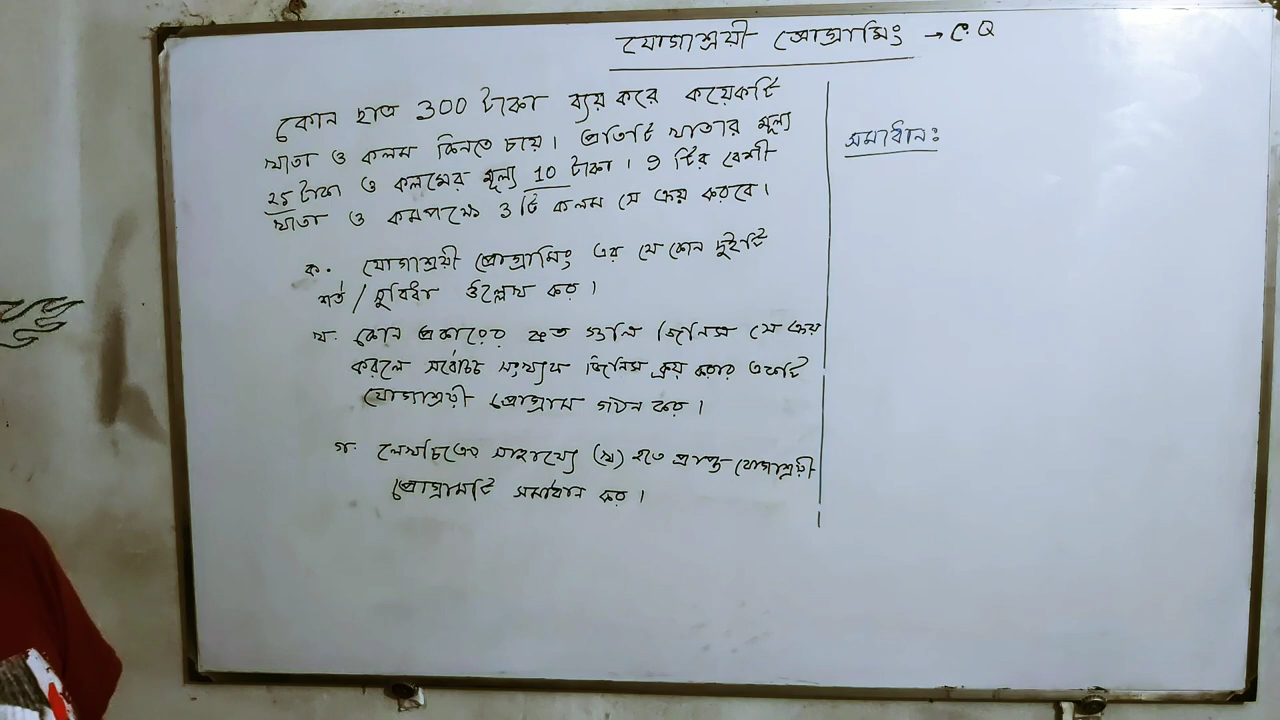 যোগাশ্রয়ী প্রোগ্রামিং → C.Q
কোন ছাত্র 300 টাকা ব্যয় করে কয়েকটি
খাতা ও কলম কিনতে চায়। প্রতিটি খাতার মূল্য
২৫ টাকা ও কলমের মূল্য 10 টাকা। 9 টির বেশী
খাতা ও কমপক্ষে 3 টি কলম সে ক্রয় করবে।
সমাধান:
ক. যোগাশ্রয়ী প্রোগ্রামিং এর যে কোন দুইটি
শর্ত / সুবিধা উল্লেখ কর।
খ. কোন প্রকারের কত গুলি জিনিস সে ক্রয়
করলে সর্বোচ্চ সংখ্যক জিনিস ক্রয় করার একটি
যোগাশ্রয়ী প্রোগ্রাম গঠন কর।
গ. লেখচিত্রের সাহায্যে (খ) হতে প্রাপ্ত যোগাশ্রয়ী
প্রোগ্রামটি সমাধান কর।